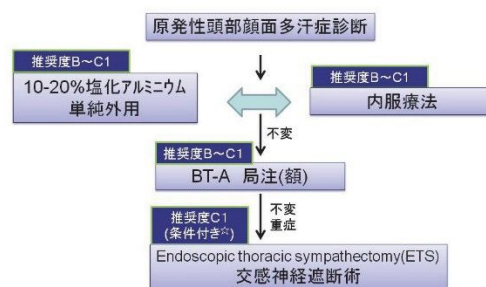 原発性頭部顔面多汗症診断
推奨度B～C1
10-20%塩化アルミニウム
単純外用
推奨度B～C1
内服療法
不変
推奨度B～C1
BT-A 局注(額)
推奨度C1
(条件付き☆)
不変
重症
Endoscopic thoracic sympathectomy(ETS)
交感神経遮断術